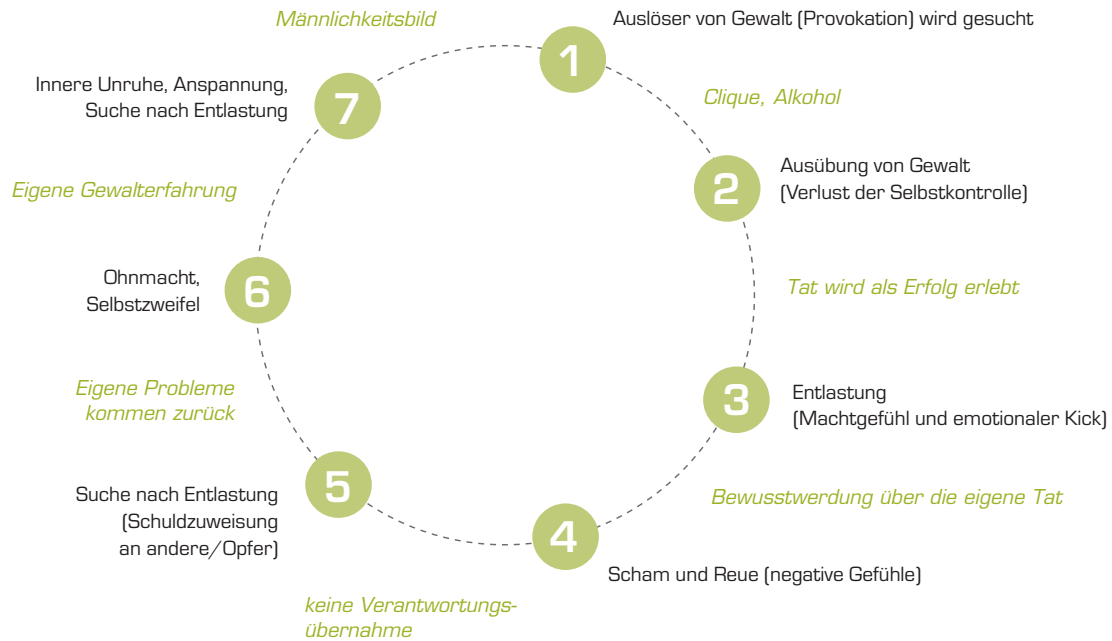 Männlichkeitsbild
1
Auslöser von Gewalt (Provokation) wird gesucht
Clique, Alkohol
2
Ausübung von Gewalt
(Verlust der Selbstkontrolle)
Tat wird als Erfolg erlebt
3
Entlastung
(Machtgefühl und emotionaler Kick)
Bewusstwerdung über die eigene Tat
4
Scham und Reue (negative Gefühle)
keine Verantwortungs-
übernahme
5
Suche nach Entlastung
(Schuldzuweisung
an andere/Opfer)
Eigene Probleme
kommen zurück
6
Ohnmacht,
Selbstzweifel
Eigene Gewalterfahrung
7
Innere Unruhe, Anspannung,
Suche nach Entlastung